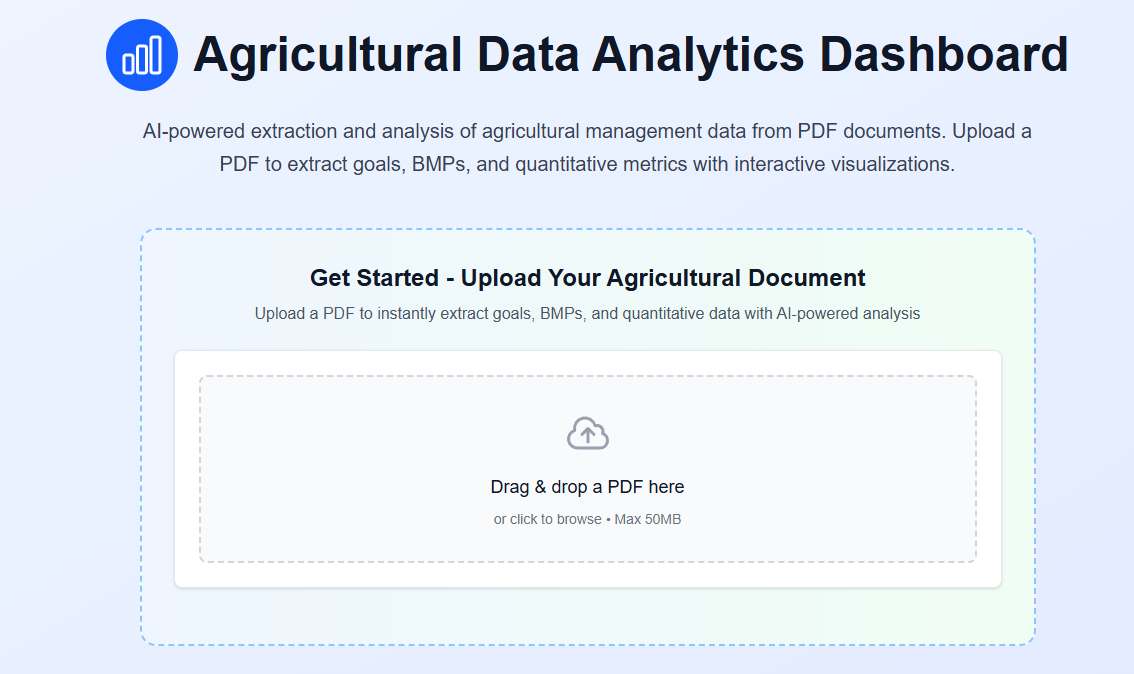 Agricultural Data Analytics Dashboard
AI-powered extraction and analysis of agricultural management data from PDF documents. Upload a
PDF to extract goals, BMPs, and quantitative metrics with interactive visualizations.
Get Started - Upload Your Agricultural Document
Upload a PDF to instantly extract goals, BMPs, and quantitative data with AI-powered analysis
Drag & drop a PDF here
or click to browse • Max 50MB